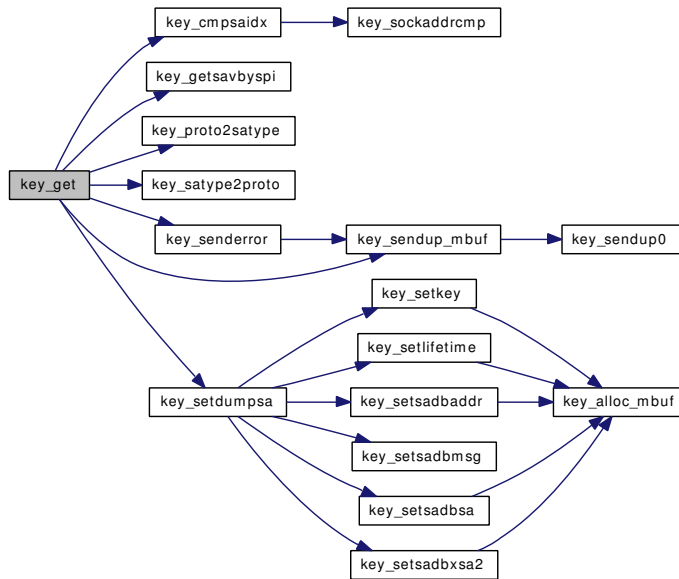 key_cmpsaidx
key_sockaddrcmp
key_getsavbyspi
key_proto2satype
key_get
key_satype2proto
key_senderror
key_sendup_mbuf
key_sendup0
key_setkey
key_setlifetime
key_setdumpsa
key_setsadbaddr
key_alloc_mbuf
key_setsadbmsg
key_setsadbsa
key_setsadbxsa2